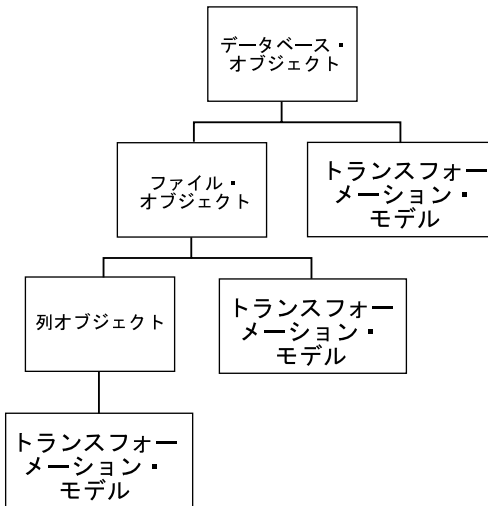 データベース・
オブジェクト
ファイル・
オブジェクト
トランスフォー
メーション・
モデル
列オブジェクト
トランスフォー
メーション・
モデル
トランスフォー
メーション・
モデル